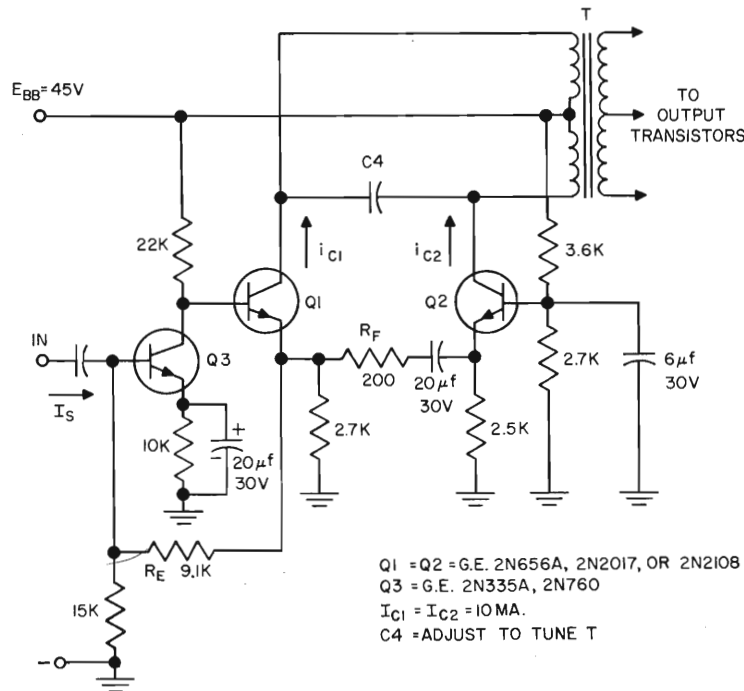 T
E_BB = 45V
TO
OUTPUT
TRANSISTORS
C4
22K
i_C1
i_C2
3.6K
Q1
Q2
IN
Q3
R_F
200
20μf
30V
2.7K
6μf
30V
I_S
10K
+
−
20μf
30V
2.7K
2.5K
R_E
9.1K
15K
−
Q1 = Q2 = G.E. 2N656A, 2N2017, OR 2N2108
Q3 = G.E. 2N335A, 2N760
I_C1 = I_C2 = 10 MA.
C4 = ADJUST TO TUNE T